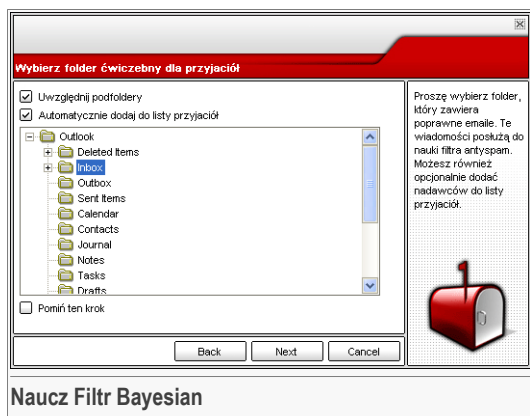 Wybierz folder ćwiczebny dla przyjaciół
Uwzględnij podfoldery
Automatycznie dodaj do listy przyjaciół
Outlook
Deleted Items
Inbox
Outbox
Sent Items
Calendar
Contacts
Journal
Notes
Tasks
Drafts
Pomiń ten krok
Proszę wybierz folder,
który zawiera
poprawne emaile. Te
wiadomości posłużą do
nauki filtra antyspam.
Możesz również
opcjonalnie dodać
nadawców do listy
przyjaciół.
Back Next Cancel
Naucz Filtr Bayesian